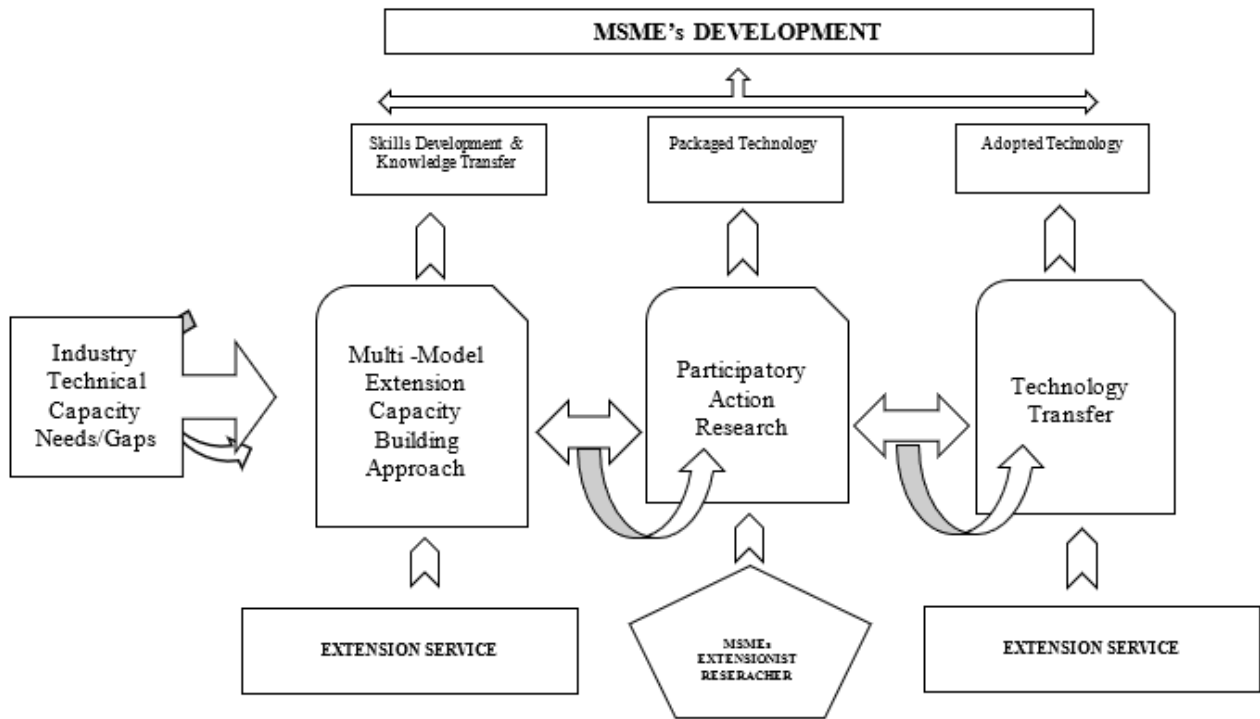 MSME's DEVELOPMENT
Skills Development &
Knowledge Transfer
Packaged Technology
Adopted Technology
Industry
Technical
Capacity
Needs/Gaps
Multi -Model
Extension
Capacity
Building
Approach
Participatory
Action
Research
Technology
Transfer
EXTENSION SERVICE
MSMEs
EXTENSIONIST
RESERACHER
EXTENSION SERVICE